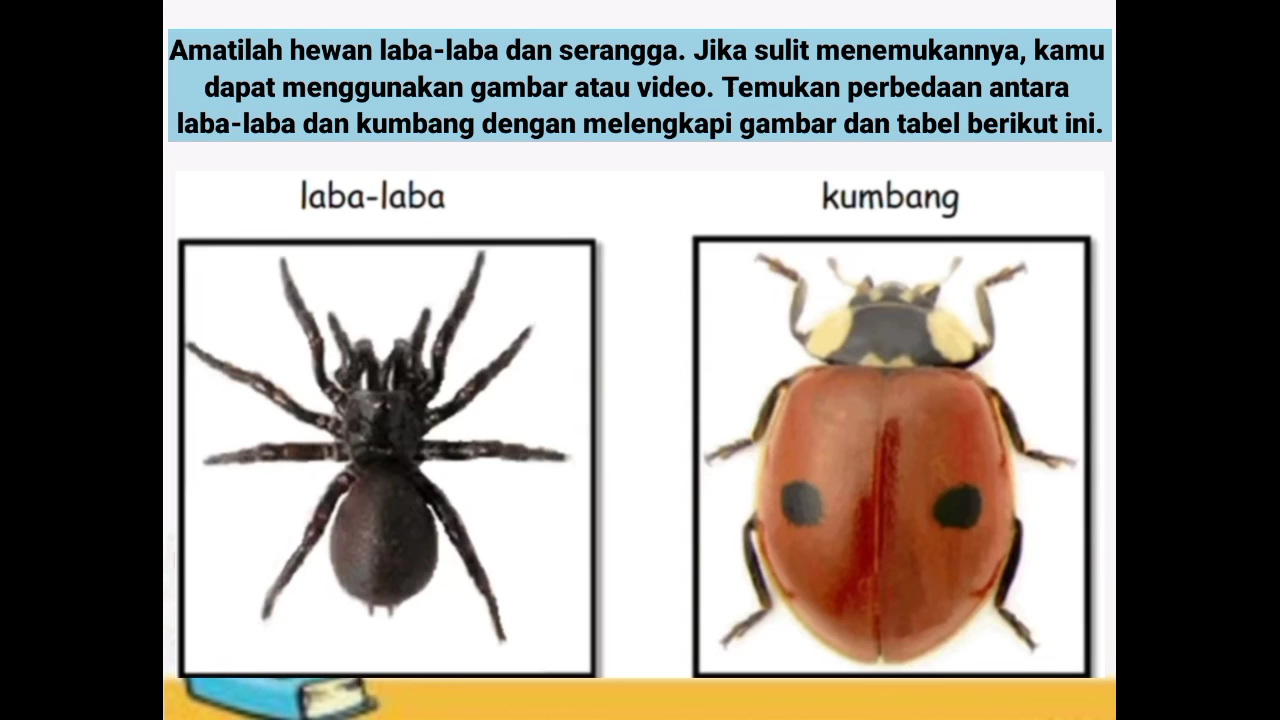 Amatilah hewan laba-laba dan serangga. Jika sulit menemukannya, kamu
dapat menggunakan gambar atau video. Temukan perbedaan antara
laba-laba dan kumbang dengan melengkapi gambar dan tabel berikut ini.
laba-laba
kumbang